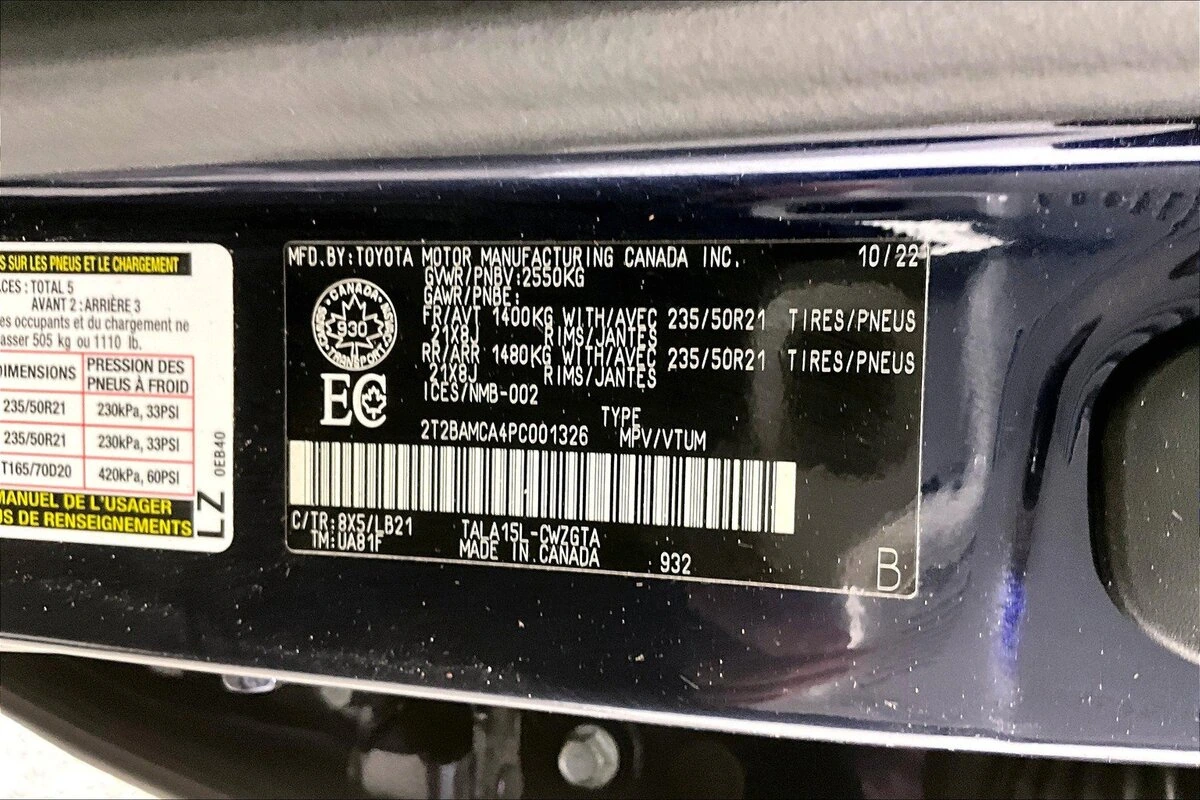 S SUR LES PNEUS ET LE CHARGEMENT
CES : TOTAL 5
AVANT 2 : ARRIÈRE 3
es occupants et du chargement ne
asser 505 kg ou 1110 lb.
DIMENSIONS PRESSION DES PNEUS À FROID
235/50R21 230kPa, 33PSI
235/50R21 230kPa, 33PSI
T165/70D20 420kPa, 60PSI
MANUEL DE L'USAGER
US DE RENSEIGNEMENTS
LZ 0EB40
MFD.BY:TOYOTA MOTOR MANUFACTURING CANADA INC. 10/22
GVWR/PNBV:2550KG
GAWR/PNBE:
FR/AVT 1400KG WITH/AVEC 235/50R21 TIRES/PNEUS
21X8J RIMS/JANTES
RR/ARR 1480KG WITH/AVEC 235/50R21 TIRES/PNEUS
21X8J RIMS/JANTES
ICES/NMB-002
CANADA
930
TRANSPORT
EC
TYPE
2T2BAMCA4PC001326 MPV/VTUM
C/TR:8X5/LB21 TALA15L-CWZGTA
TM:UA81F MADE IN CANADA 932
B